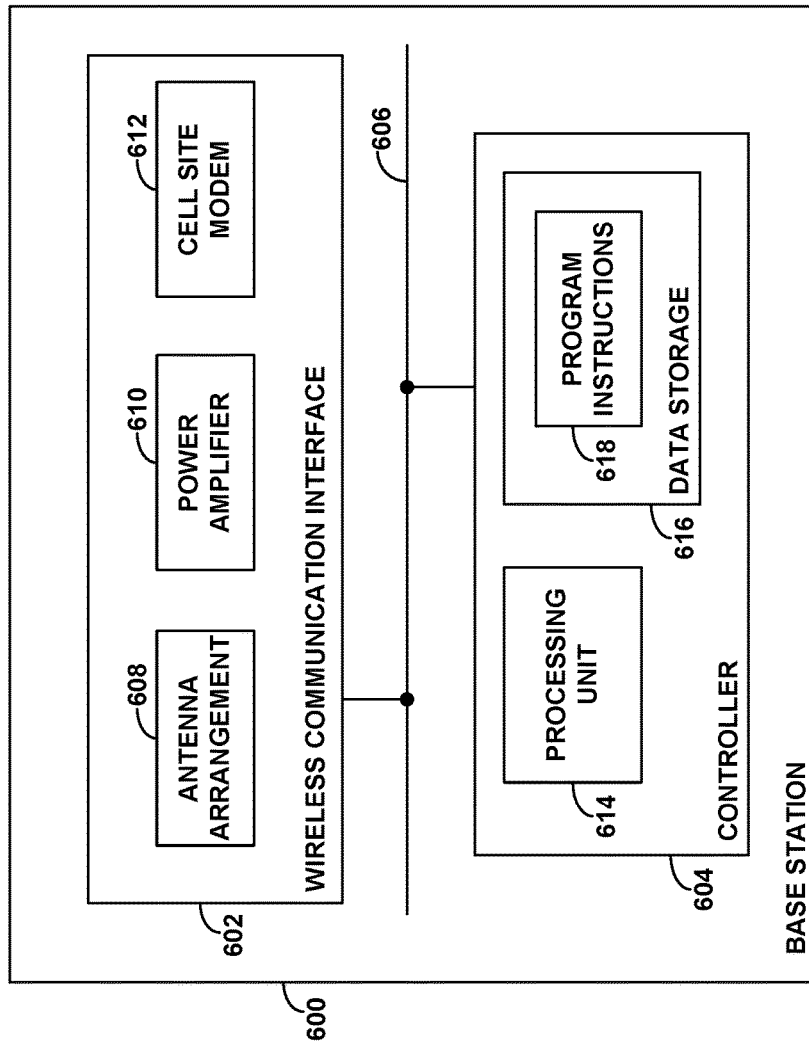 600
602
608
ANTENNA
ARRANGEMENT
610
POWER
AMPLIFIER
612
CELL SITE
MODEM
WIRELESS COMMUNICATION INTERFACE
606
604
614
PROCESSING
UNIT
616
618
PROGRAM
INSTRUCTIONS
DATA STORAGE
CONTROLLER
BASE STATION